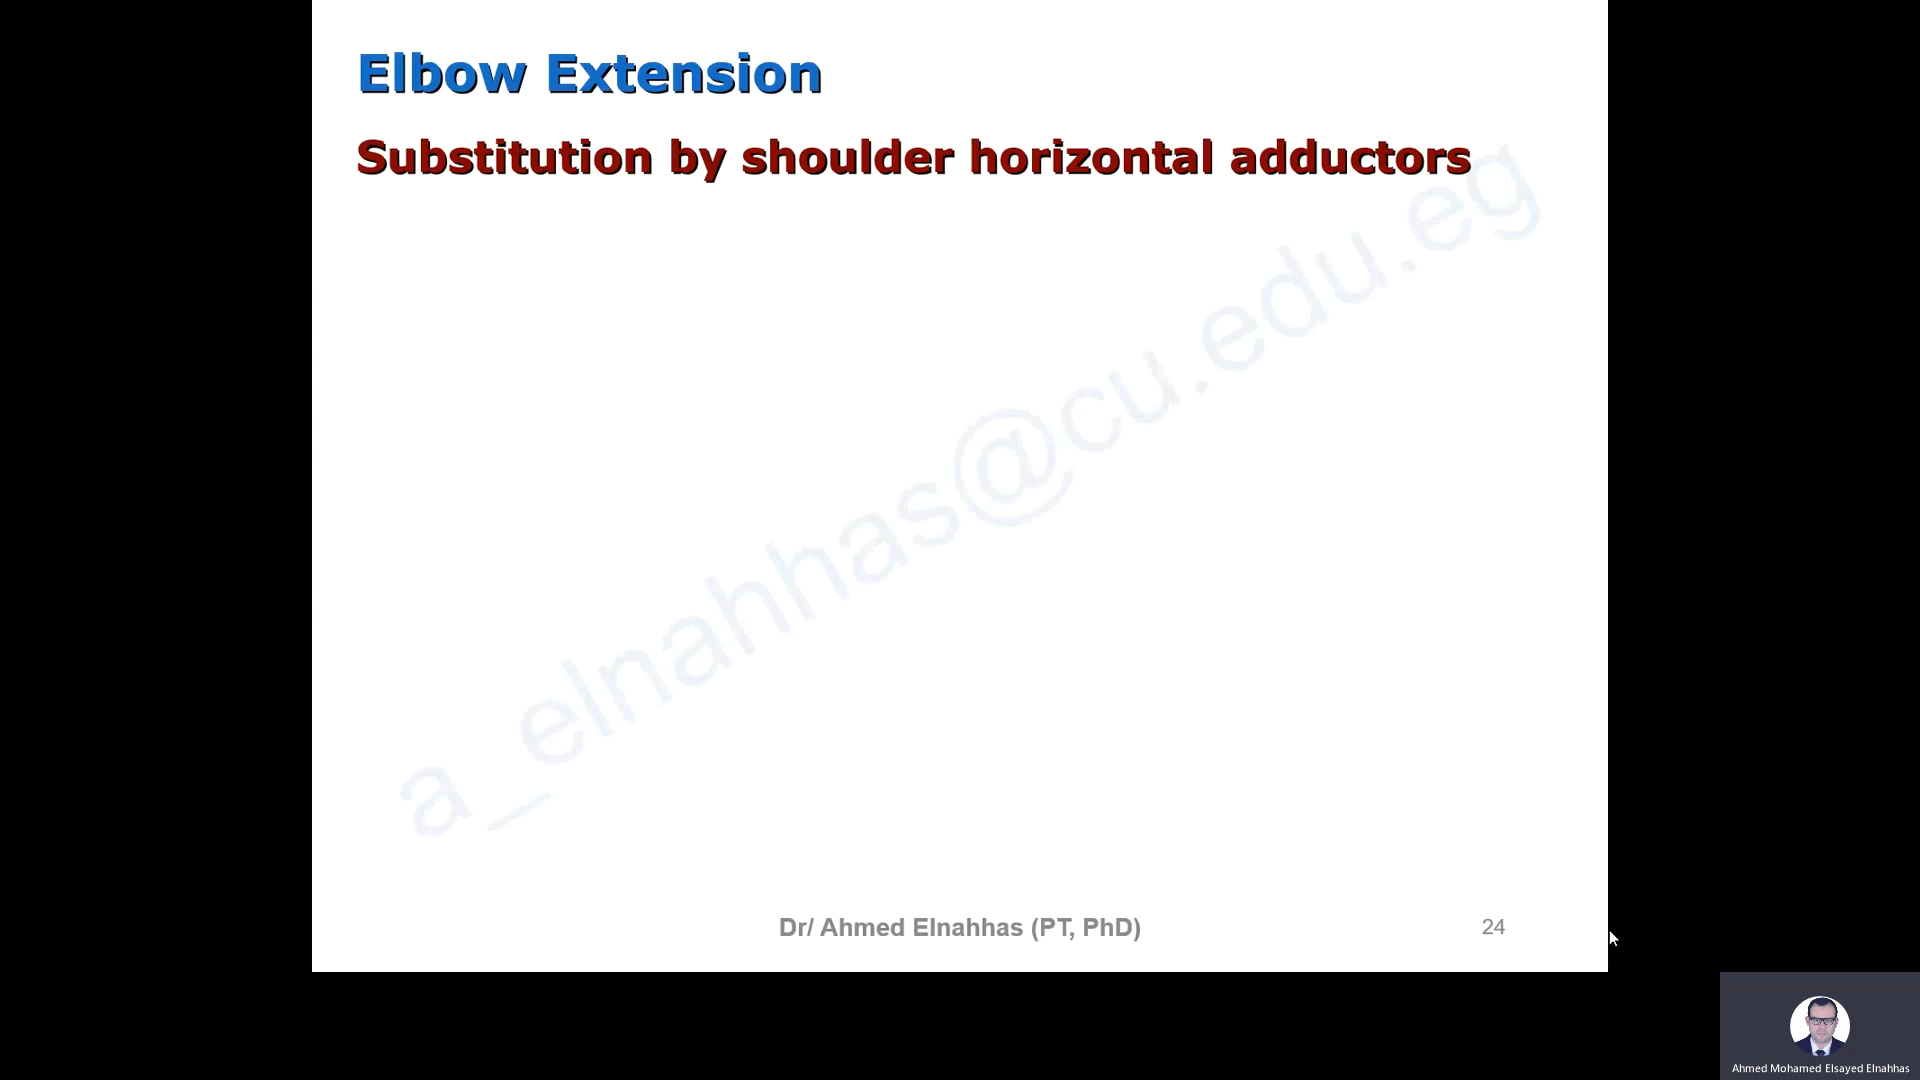 Elbow Extension
Substitution by shoulder horizontal adductors
a_elnahhas@cu.edu.eg
Dr/ Ahmed Elnahhas (PT, PhD)
24
Ahmed Mohamed Elsayed Elnahhas